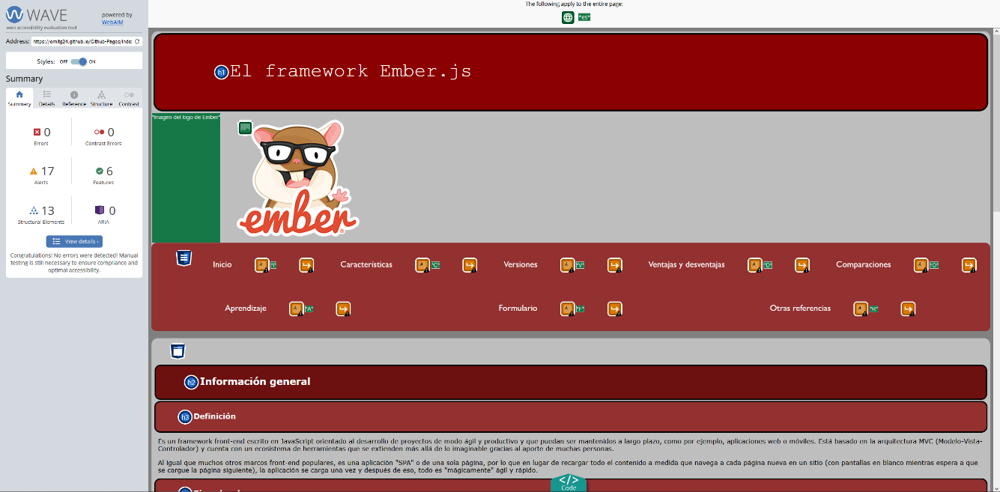 WAVE
web accessibility evaluation tool
powered by
WebAIM
Address: https://omitg24.github.io/Github-Pages/inde
Styles: OFF ON
Summary
Summary Details Reference Structure Contrast
0 0
Errors Contrast Errors
17 6
Alerts Features
13 0
Structural Elements ARIA
View details ›
Congratulations! No errors were detected! Manual
testing is still necessary to ensure compliance and
optimal accessibility.
The following apply to the entire page:
*es*
h1 El framework Ember.js
*Imagen del logo de Ember*
ember
Inicio *I* Características *C* Versiones *V* Ventajas y desventajas *D* Comparaciones *O*
Aprendizaje *A* Formulario *F* Otras referencias *R*
h2 Información general
h3 Definición
Es un framework front-end escrito en JavaScript orientado al desarrollo de proyectos de modo ágil y productivo y que puedan ser mantenidos a largo plazo, como por ejemplo, aplicaciones web o móviles. Está basado en la arquitectura MVC (Modelo-Vista-
Controlador) y cuenta con un ecosistema de herramientas que se extienden más allá de lo imaginable gracias al aporte de muchas personas.
Al igual que muchos otros marcos front-end populares, es una aplicación "SPA" o de una sola página, por lo que en lugar de recargar todo el contenido a medida que navega a cada página nueva en un sitio (con pantallas en blanco mientras espera a que
se cargue la página siguiente), la aplicación se carga una vez y después de eso, todo es "mágicamente" ágil y rápido.
</> Code